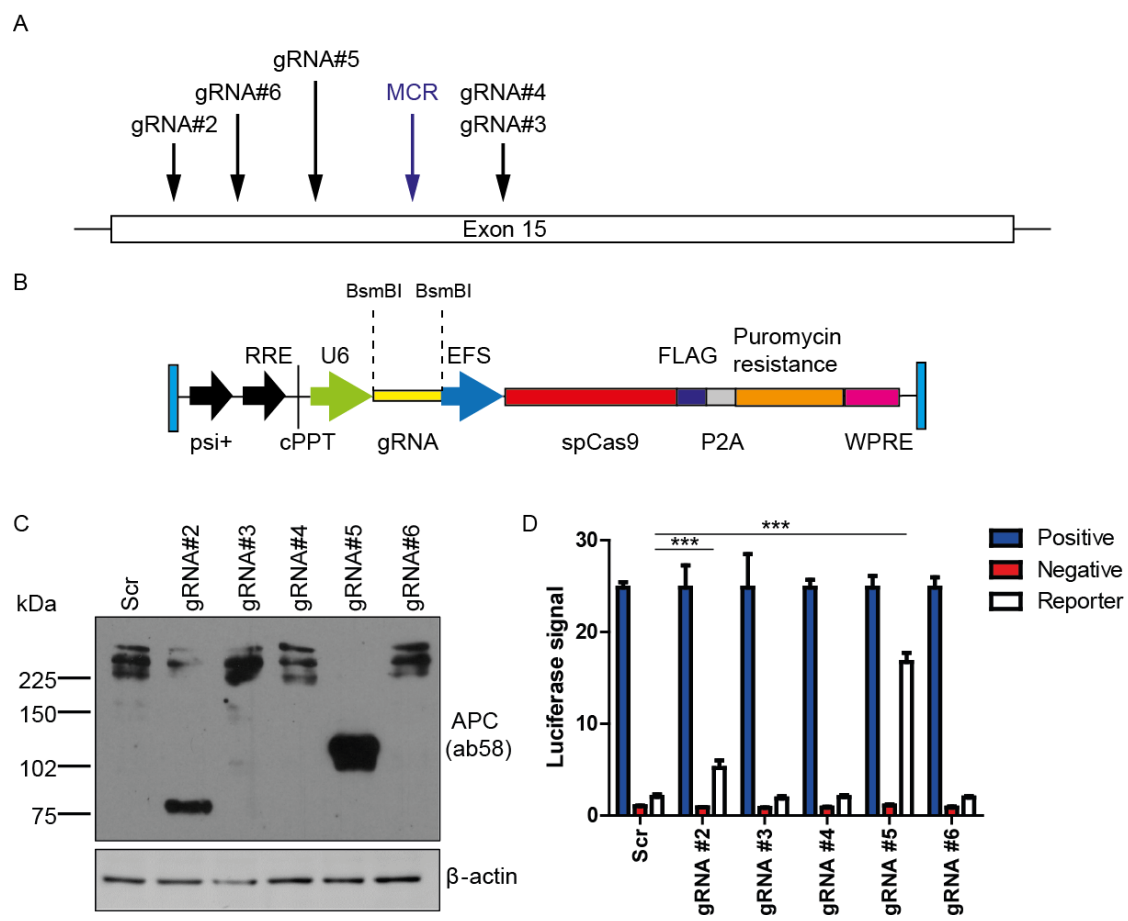 A
gRNA#5
gRNA#6
MCR
gRNA#4
gRNA#2
gRNA#3
Exon 15
B
BsmBI
BsmBI
RRE
U6
EFS
FLAG
Puromycin
resistance
psi+
cPPT
gRNA
spCas9
P2A
WPRE
C
Scr
gRNA#2
gRNA#3
gRNA#4
gRNA#5
gRNA#6
kDa
225
150
102
75
APC
(ab58)
β-actin
D
Luciferase signal
30
20
10
0
***
***
Scr
gRNA #2
gRNA #3
gRNA #4
gRNA #5
gRNA #6
Positive
Negative
Reporter